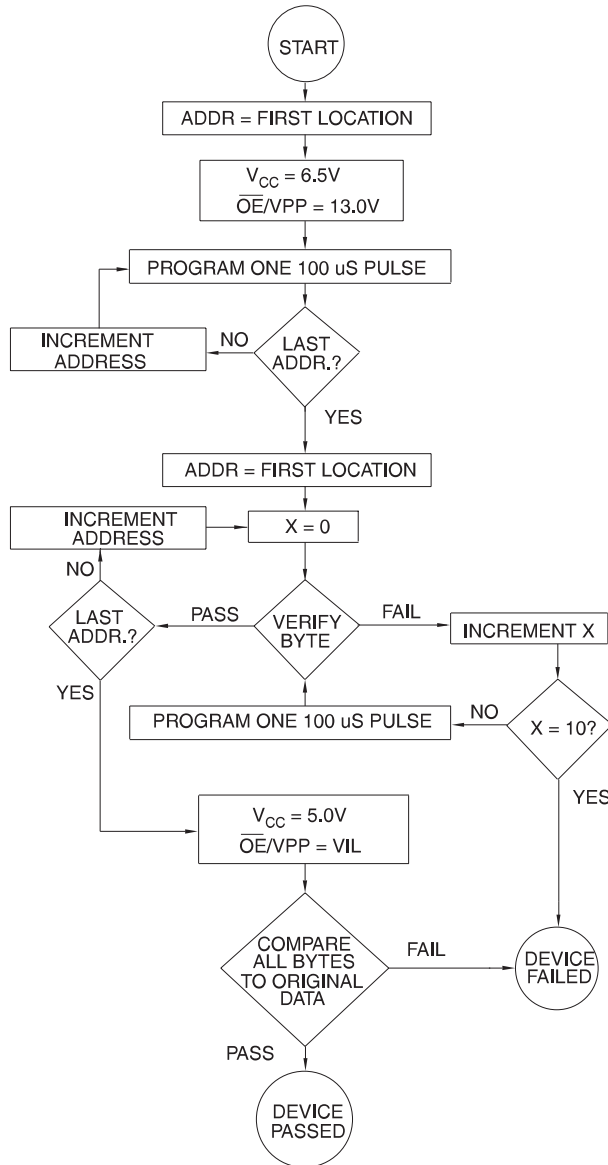 START
ADDR = FIRST LOCATION
VCC = 6.5V
OE/VPP = 13.0V
PROGRAM ONE 100 uS PULSE
INCREMENT
ADDRESS
NO
LAST
ADDR.?
YES
ADDR = FIRST LOCATION
INCREMENT
ADDRESS
X = 0
NO
LAST
ADDR.?
PASS
VERIFY
BYTE
FAIL
INCREMENT X
YES
PROGRAM ONE 100 uS PULSE
NO
X = 10?
YES
VCC = 5.0V
OE/VPP = VIL
COMPARE
ALL BYTES
TO ORIGINAL
DATA
FAIL
DEVICE
FAILED
PASS
DEVICE
PASSED